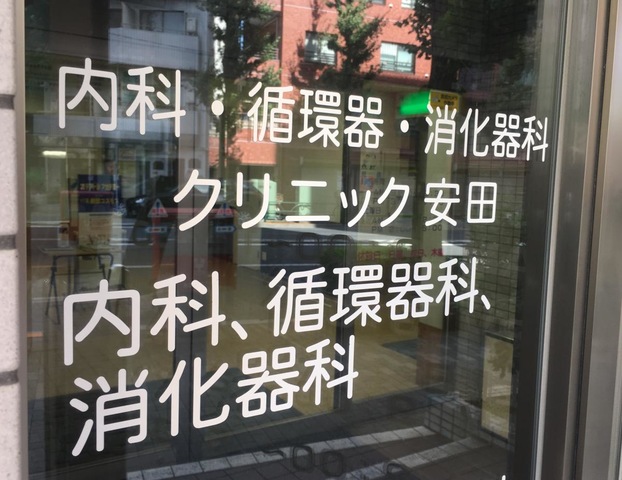 内科・循環器・消化器科
クリニック 安田
内科、循環器科、
消化器科